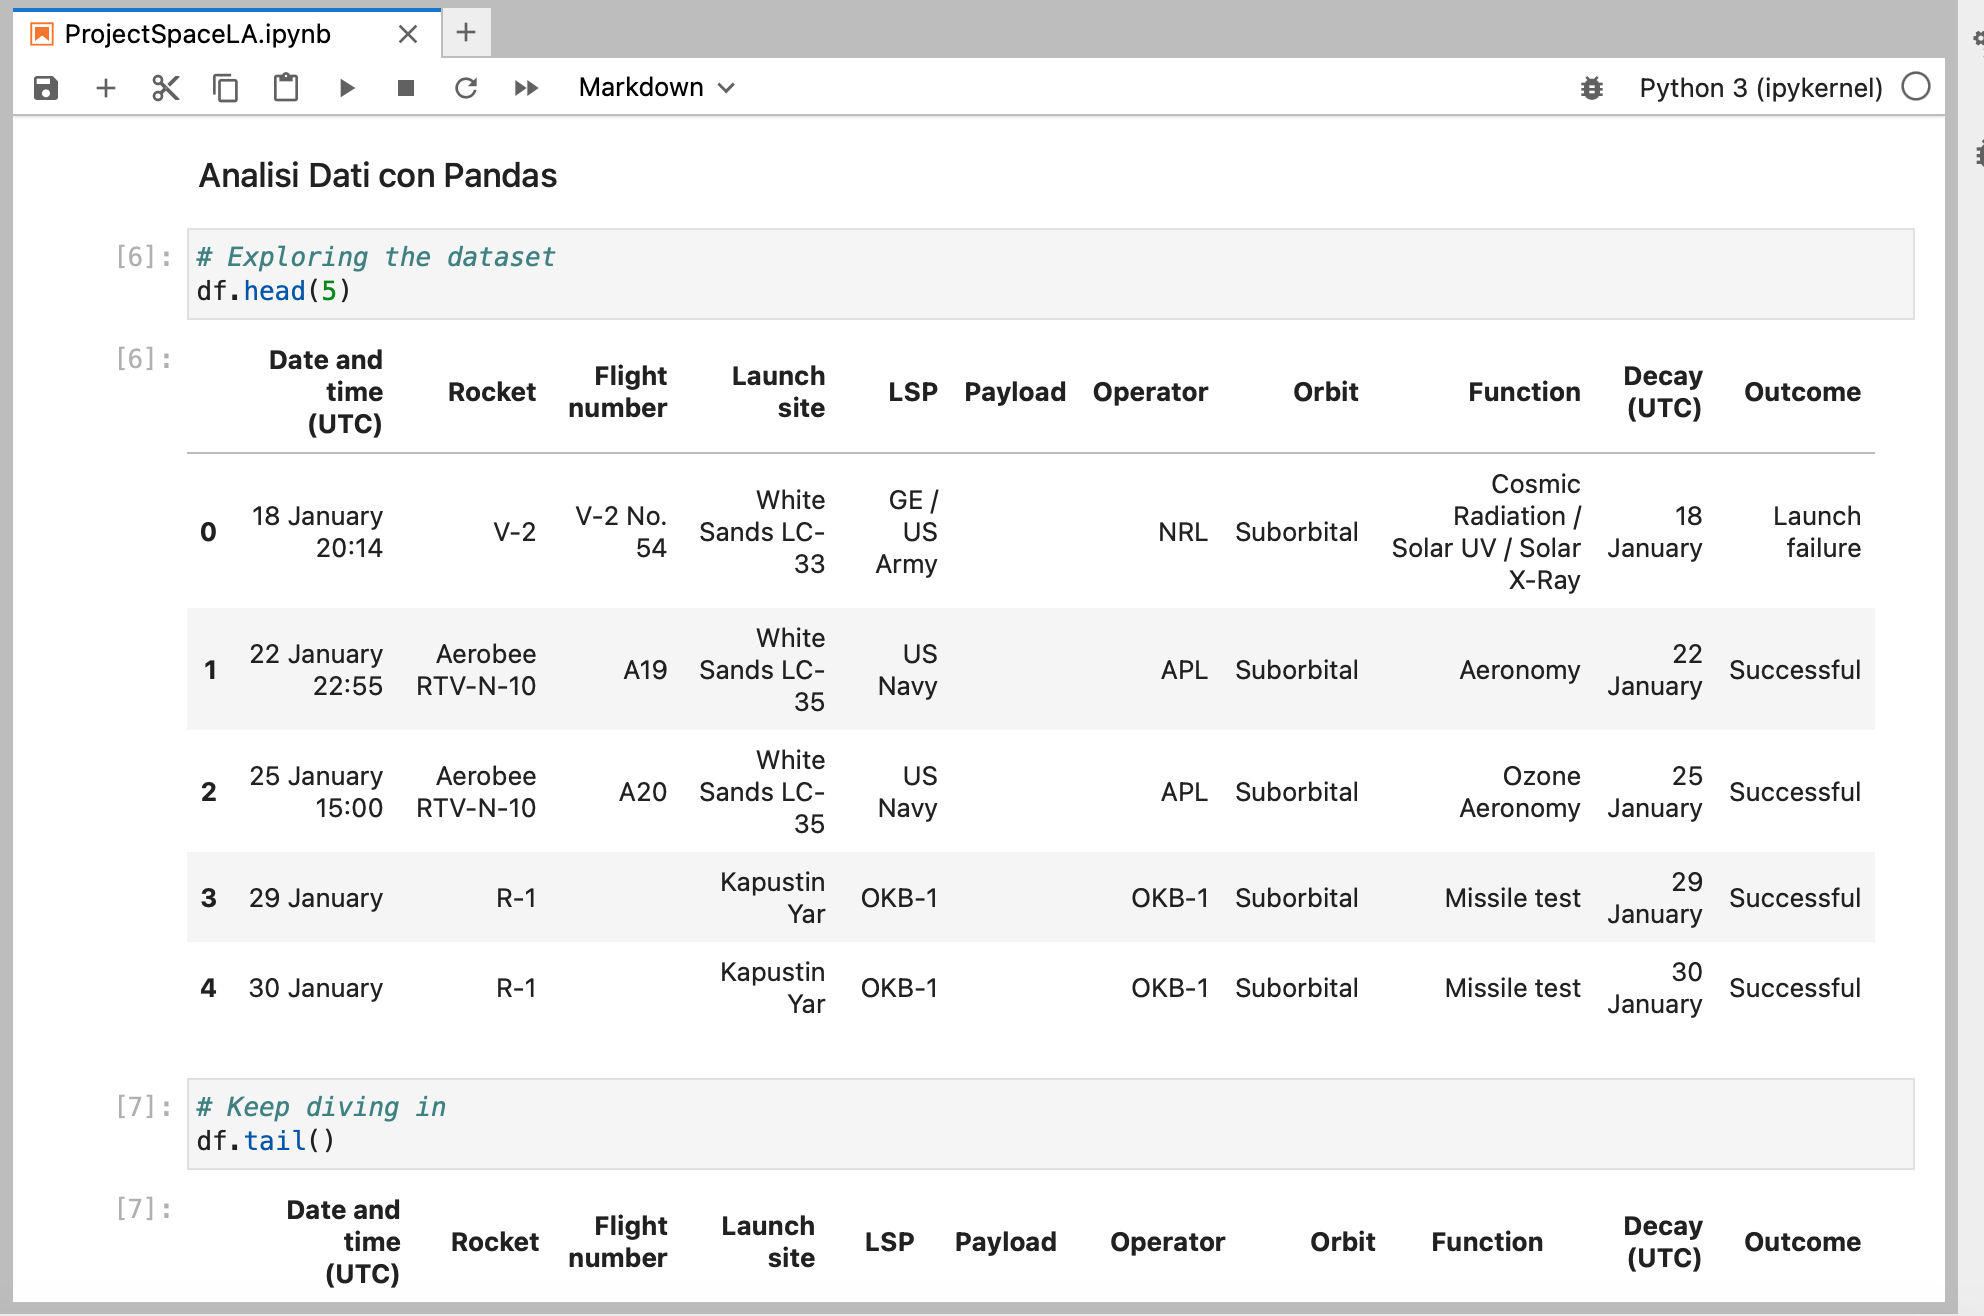 ProjectSpaceLA.ipynb
Markdown
Python 3 (ipykernel)
Analisi Dati con Pandas
[6]:
# Exploring the dataset
df.head(5)
[6]:
Date and time (UTC) Rocket Flight number Launch site LSP Payload Operator Orbit Function Decay (UTC) Outcome
0 18 January 20:14 V-2 V-2 No. 54 White Sands LC-33 GE / US Army NRL Suborbital Cosmic Radiation / Solar UV / Solar X-Ray 18 January Launch failure
1 22 January 22:55 Aerobee RTV-N-10 A19 White Sands LC-35 US Navy APL Suborbital Aeronomy 22 January Successful
2 25 January 15:00 Aerobee RTV-N-10 A20 White Sands LC-35 US Navy APL Suborbital Ozone Aeronomy 25 January Successful
3 29 January R-1 Kapustin Yar OKB-1 OKB-1 Suborbital Missile test 29 January Successful
4 30 January R-1 Kapustin Yar OKB-1 OKB-1 Suborbital Missile test 30 January Successful
[7]:
# Keep diving in
df.tail()
[7]:
Date and time (UTC) Rocket Flight number Launch site LSP Payload Operator Orbit Function Decay (UTC) Outcome